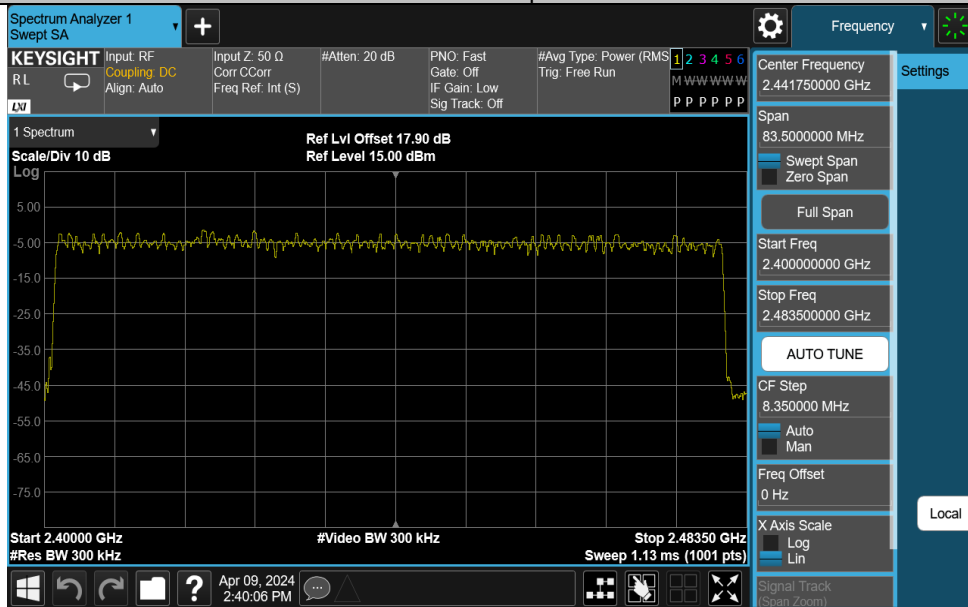 Spectrum Analyzer 1
Swept SA
+
Frequency
KEYSIGHT
R L
LXI
Input: RF
Coupling: DC
Align: Auto
Input Z: 50 Ω
Corr CCorr
Freq Ref: Int (S)
#Atten: 20 dB
PNO: Fast
Gate: Off
IF Gain: Low
Sig Track: Off
#Avg Type: Power (RMS
Trig: Free Run
1 2 3 4 5 6
M W W W W W
P P P P P P
1 Spectrum
Scale/Div 10 dB
Log
Ref Lvl Offset 17.90 dB
Ref Level 15.00 dBm
5.00
-5.00
-15.0
-25.0
-35.0
-45.0
-55.0
-65.0
-75.0
Start 2.40000 GHz
#Res BW 300 kHz
#Video BW 300 kHz
Stop 2.48350 GHz
Sweep 1.13 ms (1001 pts)
Center Frequency
2.441750000 GHz
Settings
Span
83.5000000 MHz
Swept Span
Zero Span
Full Span
Start Freq
2.400000000 GHz
Stop Freq
2.483500000 GHz
AUTO TUNE
CF Step
8.350000 MHz
Auto
Man
Freq Offset
0 Hz
Local
X Axis Scale
Log
Lin
Signal Track
(Span Zoom)
?
Apr 09, 2024
2:40:06 PM